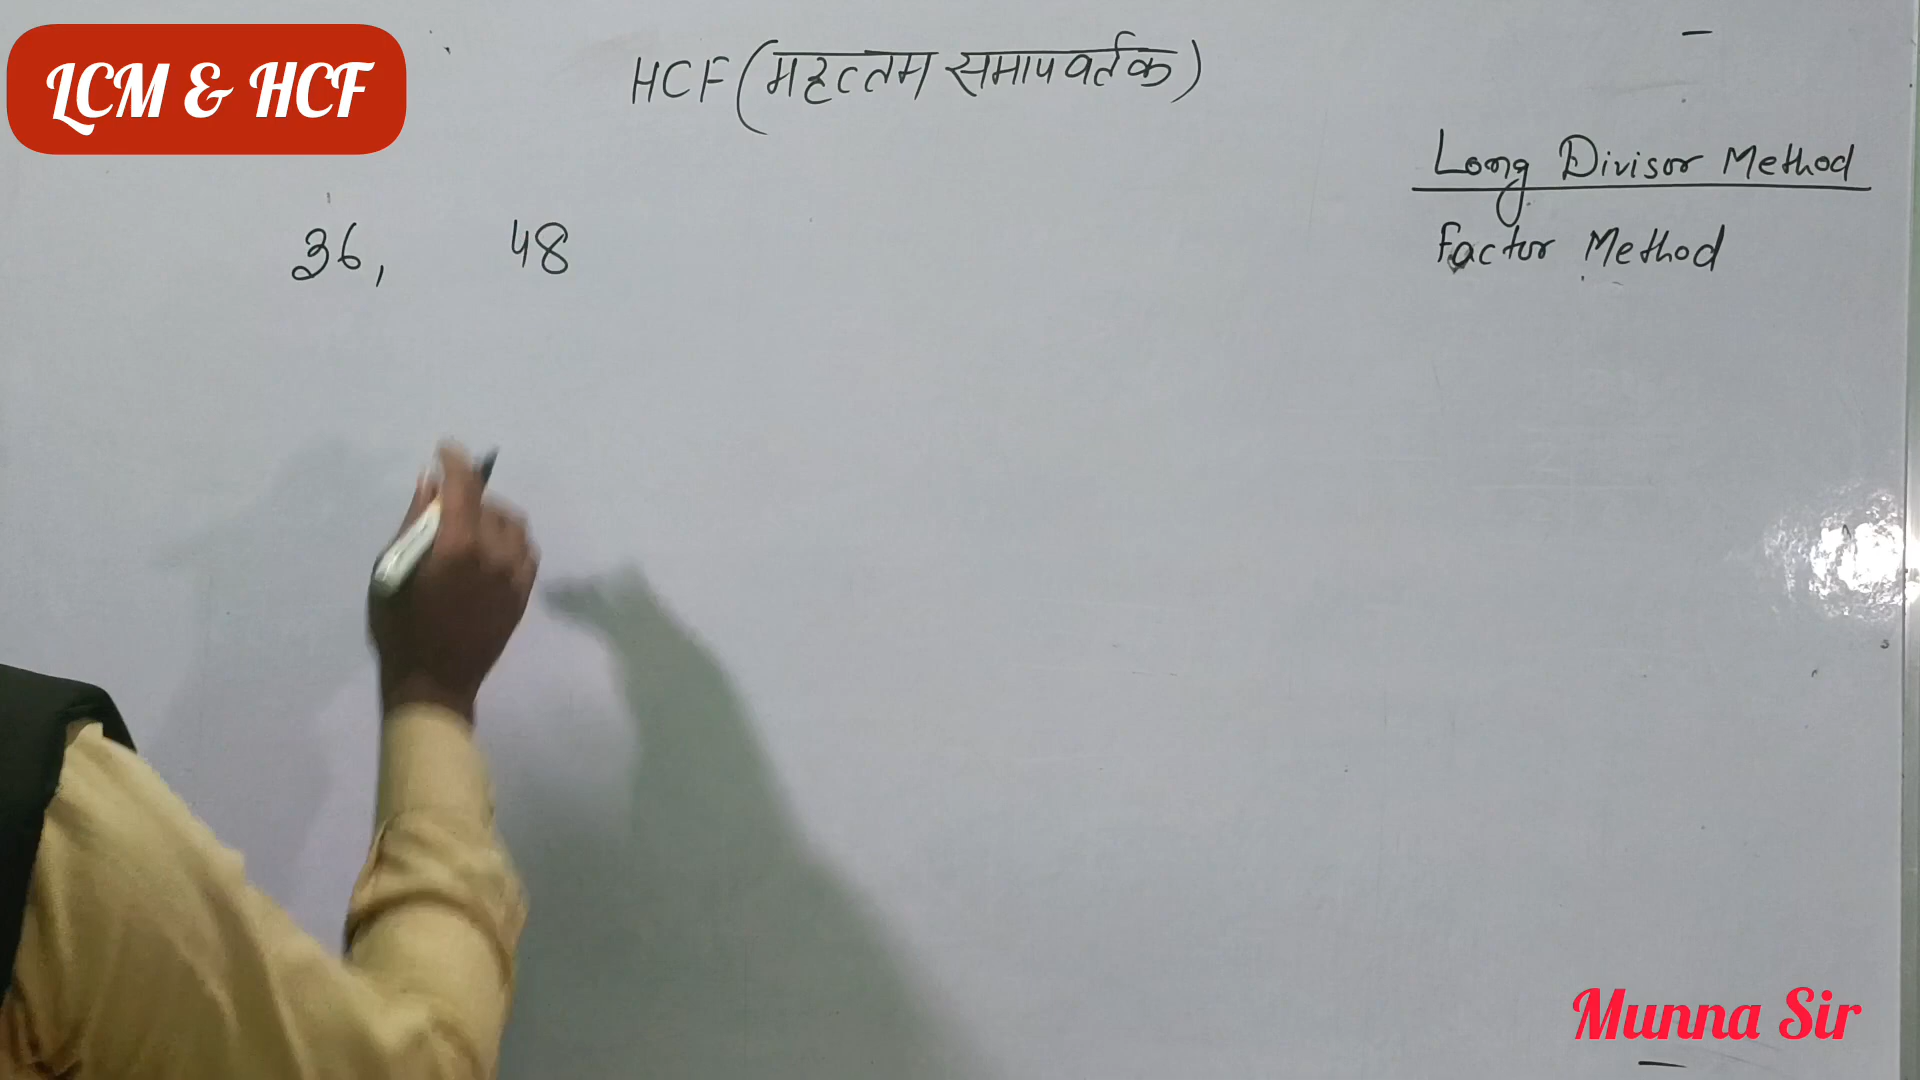 LCM & HCF
HCF (महत्तम समापवर्तक)
Long Divisor Method
Factor Method
36, 48
Munna Sir